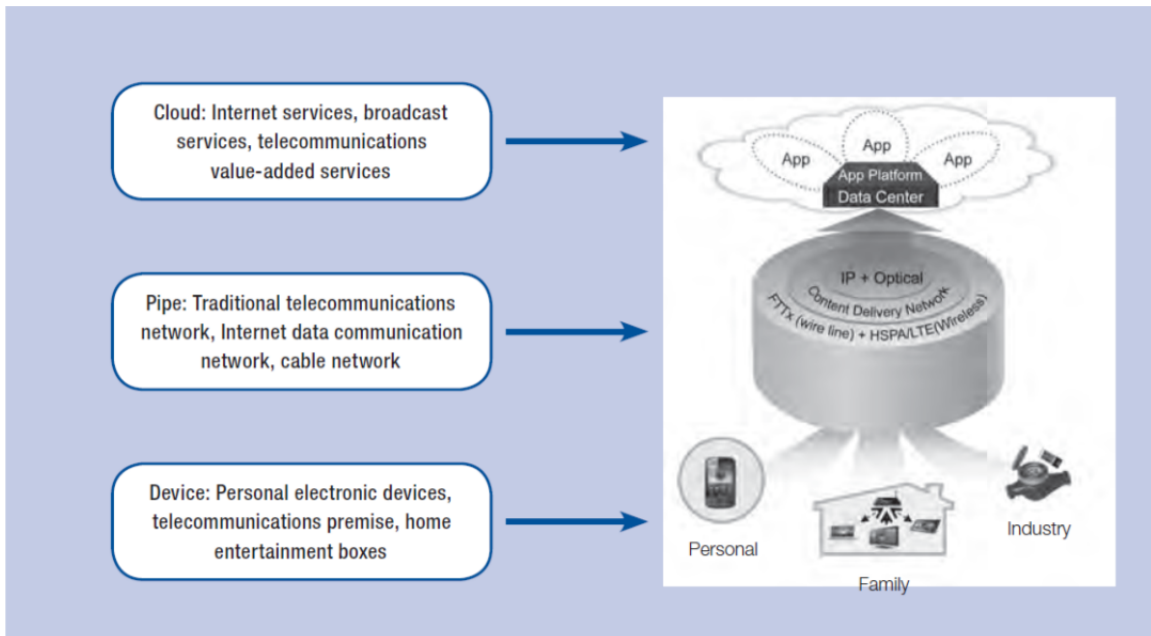 Cloud: Internet services, broadcast
services, telecommunications
value-added services
App
App
App
App Platform
Data Center
Pipe: Traditional telecommunications
network, Internet data communication
network, cable network
IP + Optical
Content Delivery Network
FTTx (wire line) + HSPA/LTE(Wireless)
Device: Personal electronic devices,
telecommunications premise, home
entertainment boxes
Personal
Family
Industry